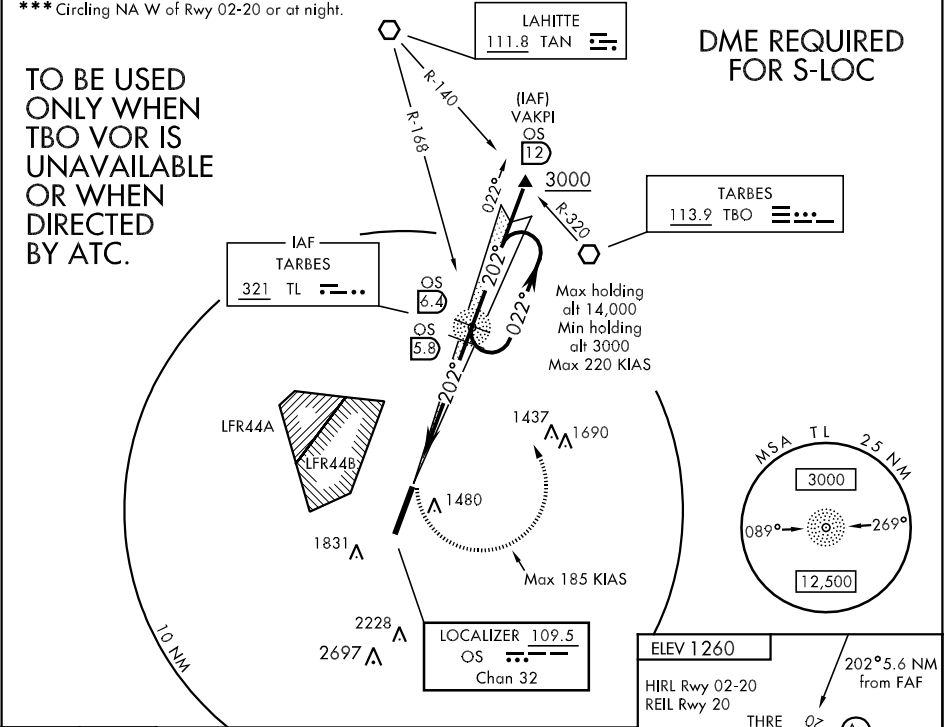 *** Circling NA W of Rwy 02-20 or at night.
LAHITTE
111.8 TAN
DME REQUIRED
FOR S-LOC
TO BE USED
ONLY WHEN
TBO VOR IS
UNAVAILABLE
OR WHEN
DIRECTED
BY ATC.
R-140
R-168
(IAF)
VAKPI
OS
12
3000
022°
R-320
TARBES
113.9 TBO
IAF
TARBES
321 TL
OS
6.4
OS
5.8
202°
022°
202°
Max holding
alt 14,000
Min holding
alt 3000
Max 220 KIAS
LFR44A
LFR44B
1437
1690
1480
1831
Max 185 KIAS
MSA TL 25 NM
3000
089°
269°
12,500
2228
2697
10 NM
LOCALIZER 109.5
OS
Chan 32
ELEV 1260
HIRL Rwy 02-20
REIL Rwy 20
202° 5.6 NM
from FAF
THRE
02